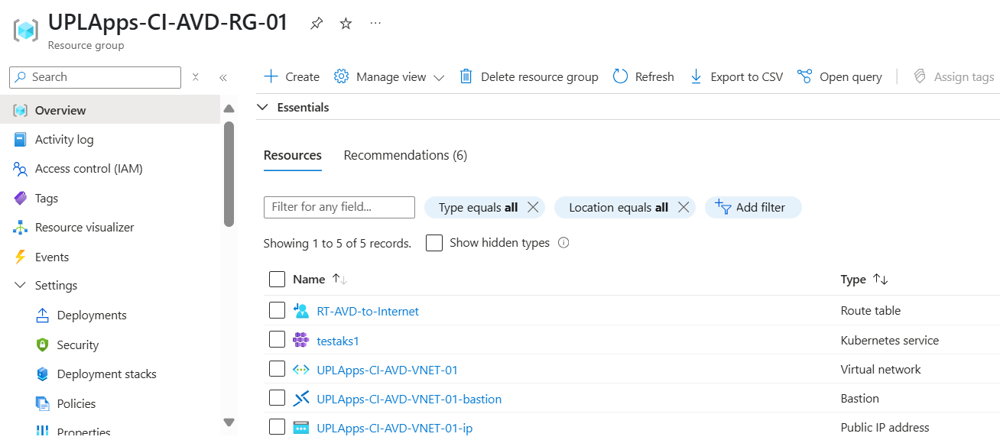 UPLApps-CI-AVD-RG-01
Resource group
Search
Create Manage view Delete resource group Refresh Export to CSV Open query Assign tags
Essentials
Overview
Activity log
Access control (IAM)
Tags
Resource visualizer
Events
Settings
Deployments
Security
Deployment stacks
Policies
Properties
Resources Recommendations (6)
Filter for any field... Type equals all Location equals all Add filter
Showing 1 to 5 of 5 records. Show hidden types
Name Type
RT-AVD-to-Internet Route table
testaks1 Kubernetes service
UPLApps-CI-AVD-VNET-01 Virtual network
UPLApps-CI-AVD-VNET-01-bastion Bastion
UPLApps-CI-AVD-VNET-01-ip Public IP address